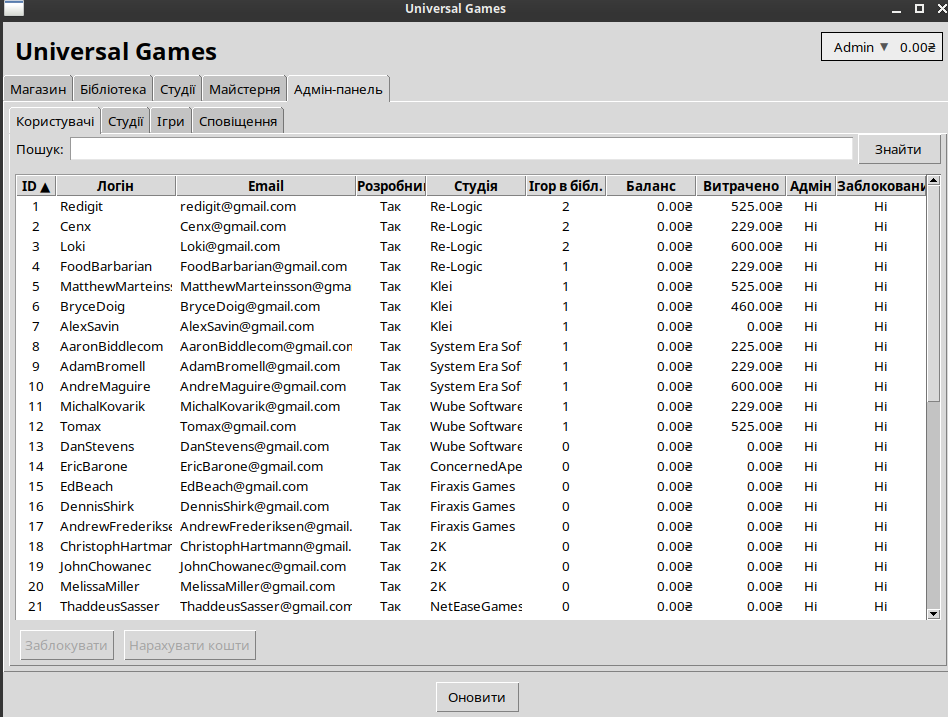 Universal Games
Universal Games
Admin ▼ 0.00₴
Магазин Бібліотека Студії Майстерня Адмін-панель
Користувачі Студії Ігри Сповіщення
Пошук: Знайти
ID ▲ Логін Email Розробни Студія Ігор в бібл. Баланс Витрачено Адмін Заблоковани
1 Redigit redigit@gmail.com Так Re-Logic 2 0.00₴ 525.00₴ Ні Ні
2 Cenx Cenx@gmail.com Так Re-Logic 2 0.00₴ 229.00₴ Ні Ні
3 Loki Loki@gmail.com Так Re-Logic 2 0.00₴ 600.00₴ Ні Ні
4 FoodBarbarian FoodBarbarian@gmail.com Так Re-Logic 1 0.00₴ 229.00₴ Ні Ні
5 MatthewMarteins MatthewMarteinsson@gma Так Klei 1 0.00₴ 525.00₴ Ні Ні
6 BryceDoig BryceDoig@gmail.com Так Klei 1 0.00₴ 460.00₴ Ні Ні
7 AlexSavin AlexSavin@gmail.com Так Klei 1 0.00₴ 0.00₴ Ні Ні
8 AaronBiddlecom AaronBiddlecom@gmail.con Так System Era Sof 1 0.00₴ 225.00₴ Ні Ні
9 AdamBromell AdamBromell@gmail.com Так System Era Sof 1 0.00₴ 229.00₴ Ні Ні
10 AndreMaguire AndreMaguire@gmail.com Так System Era Sof 1 0.00₴ 600.00₴ Ні Ні
11 MichalKovarik MichalKovarik@gmail.com Так Wube Software 1 0.00₴ 229.00₴ Ні Ні
12 Tomax Tomax@gmail.com Так Wube Software 1 0.00₴ 525.00₴ Ні Ні
13 DanStevens DanStevens@gmail.com Так Wube Software 0 0.00₴ 0.00₴ Ні Ні
14 EricBarone EricBarone@gmail.com Так ConcernedApe 0 0.00₴ 0.00₴ Ні Ні
15 EdBeach EdBeach@gmail.com Так Firaxis Games 0 0.00₴ 0.00₴ Ні Ні
16 DennisShirk DennisShirk@gmail.com Так Firaxis Games 0 0.00₴ 0.00₴ Ні Ні
17 AndrewFrederikse AndrewFrederiksen@gmail. Так Firaxis Games 0 0.00₴ 0.00₴ Ні Ні
18 ChristophHartmar ChristophHartmann@gmail. Так 2K 0 0.00₴ 0.00₴ Ні Ні
19 JohnChowanec JohnChowanec@gmail.com Так 2K 0 0.00₴ 0.00₴ Ні Ні
20 MelissaMiller MelissaMiller@gmail.com Так 2K 0 0.00₴ 0.00₴ Ні Ні
21 ThaddeusSasser ThaddeusSasser@gmail.com Так NetEaseGames 0 0.00₴ 0.00₴ Ні Ні
Заблокувати Нарахувати кошти
Оновити